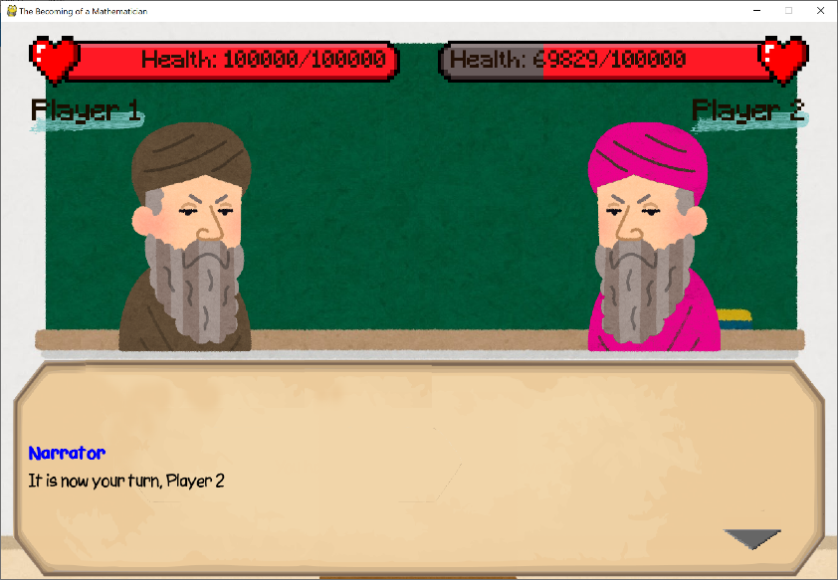 The Becoming of a Mathematician
Health: 100000/100000
Health: 69829/100000
Player 1
Player 2
Narrator
It is now your turn, Player 2